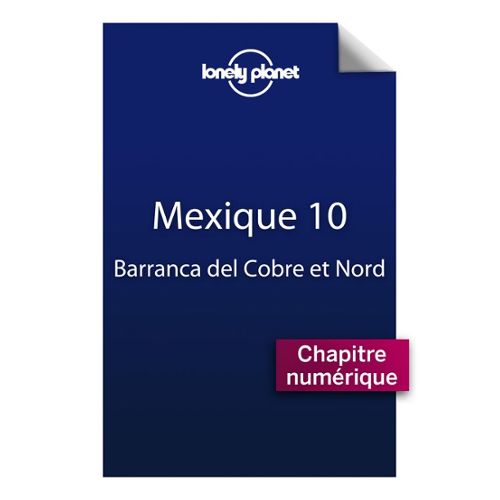 lonely planet
Mexique 10
Barranca del Cobre et Nord
Chapitre
numérique